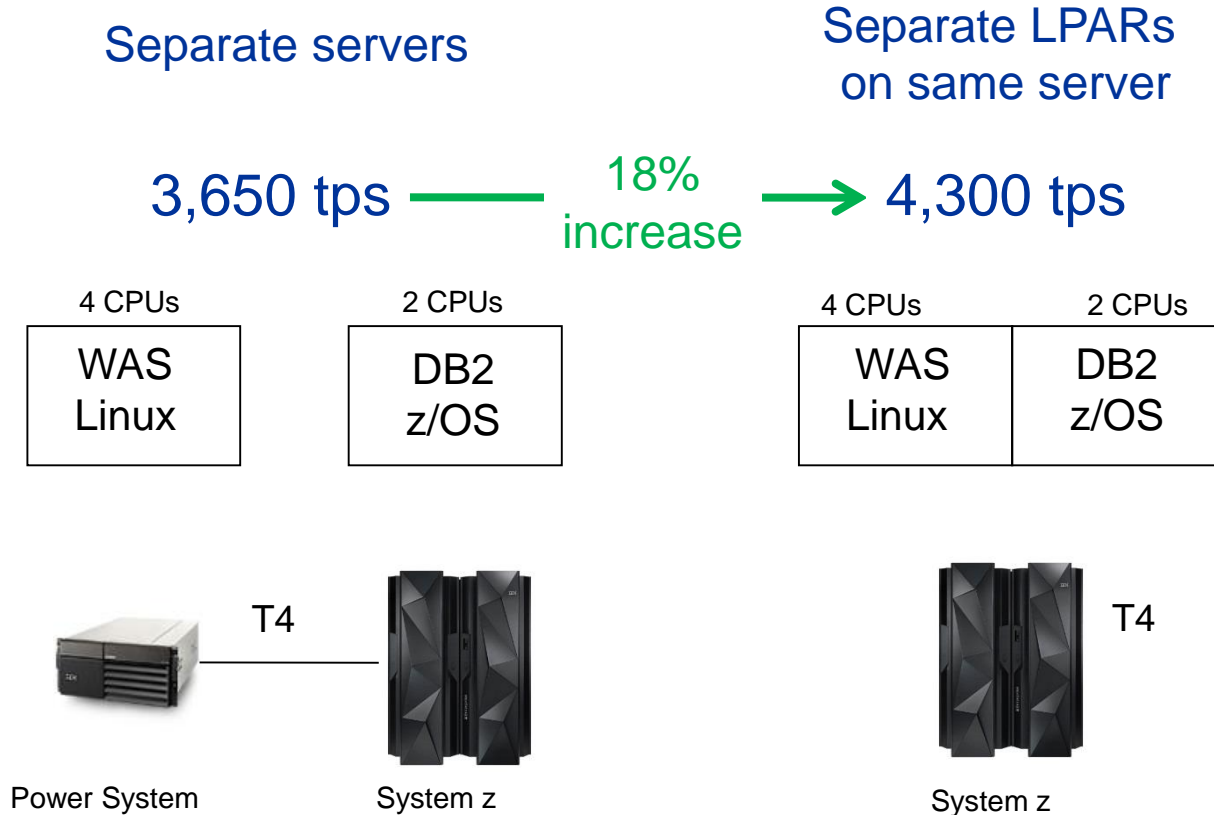 Separate servers
Separate LPARs
on same server
3,650 tps
18%
increase
4,300 tps
4 CPUs
2 CPUs
4 CPUs
2 CPUs
WAS
Linux
DB2
z/OS
WAS
Linux
DB2
z/OS
T4
T4
Power System
System z
System z